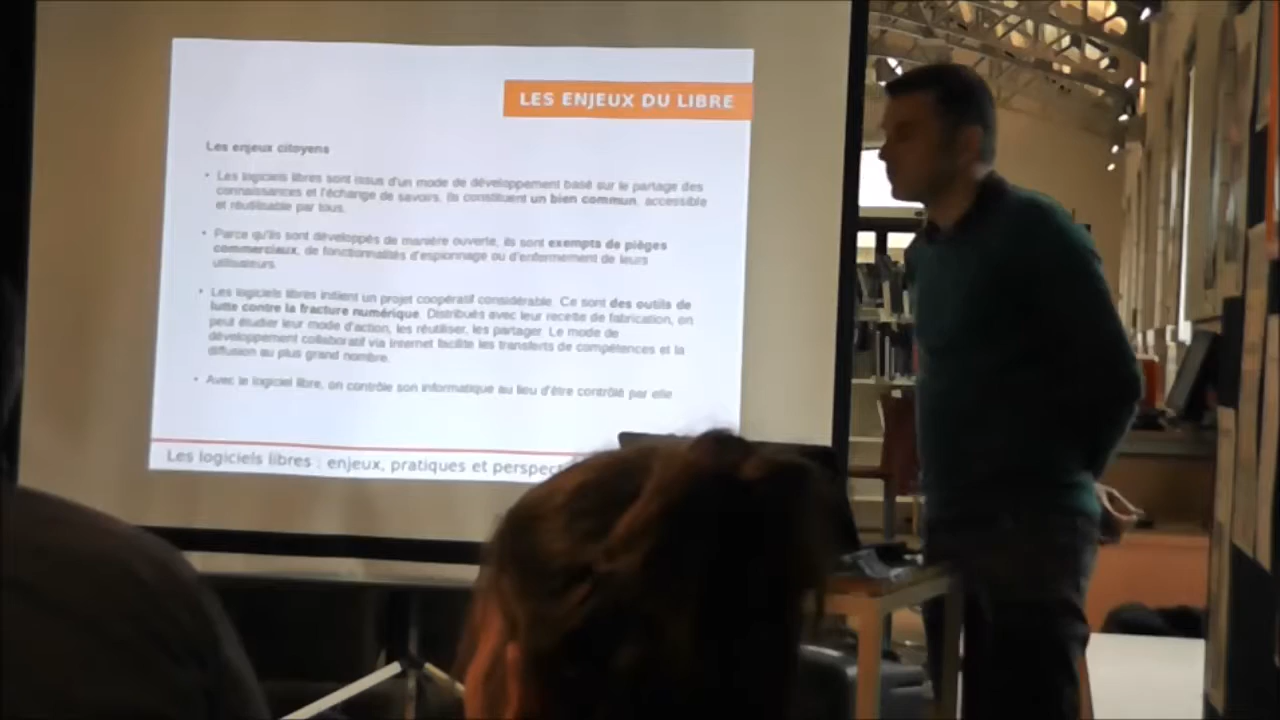 LES ENJEUX DU LIBRE
Les enjeux citoyens
• Les logiciels libres sont issus d'un mode de développement basé sur le partage des
connaissances et l'échange de savoirs. Ils constituent un bien commun, accessible
et réutilisable par tous.
• Parce qu'ils sont développés de manière ouverte, ils sont exempts de pièges
commerciaux, de fonctionnalités d'espionnage ou d'enfermement de leurs
utilisateurs.
• Les logiciels libres initient un projet coopératif considérable. Ce sont des outils de
lutte contre la fracture numérique. Distribués avec leur recette de fabrication, on
peut étudier leur mode d'action, les réutiliser, les partager. Le mode de
développement collaboratif via Internet facilite les transferts de compétences et la
diffusion au plus grand nombre.
• Avec le logiciel libre, on contrôle son informatique au lieu d'être contrôlé par elle
Les logiciels libres : enjeux, pratiques et perspect